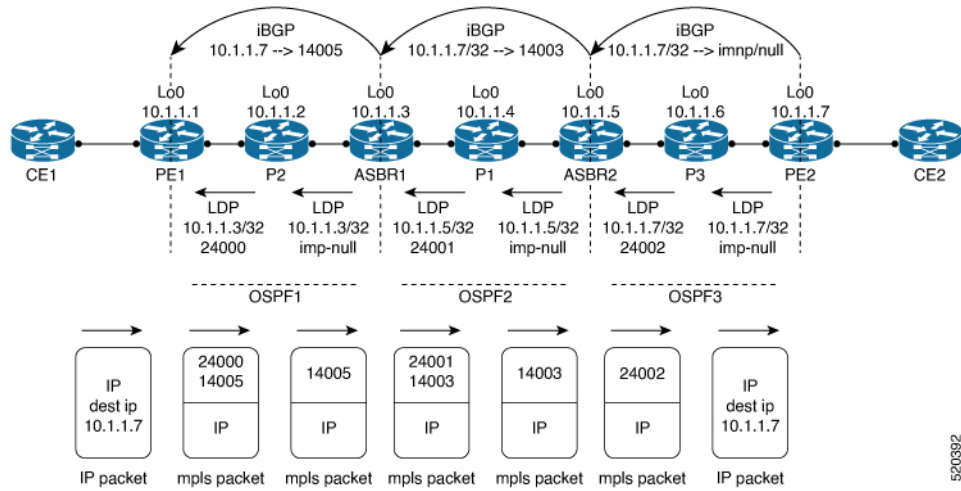 iBGP
10.1.1.7 --> 14005
iBGP
10.1.1.7/32 --> 14003
iBGP
10.1.1.7/32 --> imnp/null
Lo0
10.1.1.1
Lo0
10.1.1.2
Lo0
10.1.1.3
Lo0
10.1.1.4
Lo0
10.1.1.5
Lo0
10.1.1.6
Lo0
10.1.1.7
CE1
PE1
P2
ASBR1
P1
ASBR2
P3
PE2
CE2
LDP
10.1.1.3/32
24000
LDP
10.1.1.3/32
imp-null
LDP
10.1.1.5/32
24001
LDP
10.1.1.5/32
imp-null
LDP
10.1.1.7/32
24002
LDP
10.1.1.7/32
imp-null
OSPF1
OSPF2
OSPF3
IP
dest ip
10.1.1.7
IP packet
24000
14005
IP
mpls packet
14005
IP
mpls packet
24001
14003
IP
mpls packet
14003
IP
mpls packet
24002
IP
mpls packet
IP
dest ip
10.1.1.7
IP packet
520392